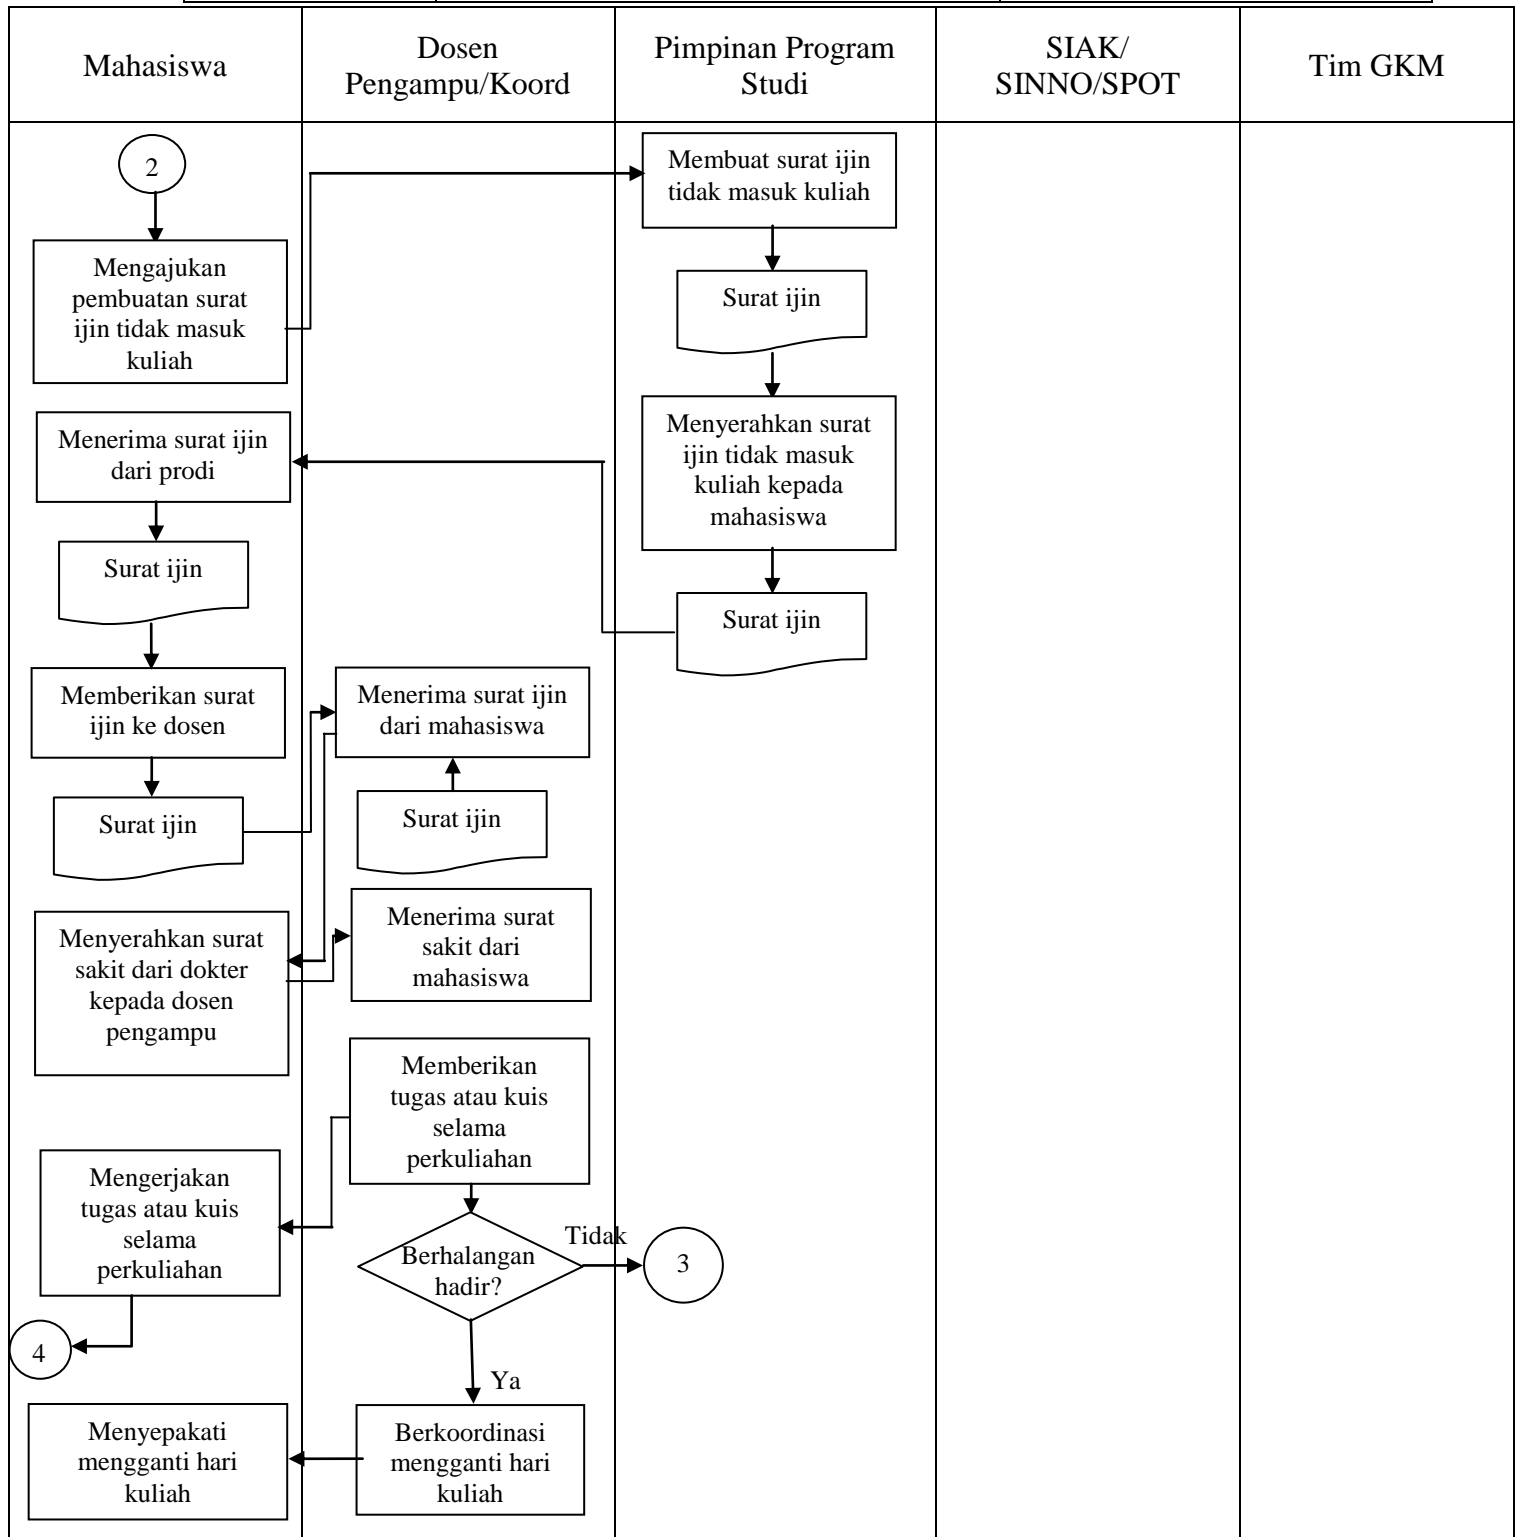 Mahasiswa
Dosen
Pengampu/Koord
Pimpinan Program
Studi
SIAK/
SINNO/SPOT
Tim GKM
2
Membuat surat ijin
tidak masuk kuliah
Mengajukan
pembuatan surat
ijin tidak masuk
kuliah
Surat ijin
Menerima surat ijin
dari prodi
Menyerahkan surat
ijin tidak masuk
kuliah kepada
mahasiswa
Surat ijin
Surat ijin
Memberikan surat
ijin ke dosen
Menerima surat ijin
dari mahasiswa
Surat ijin
Surat ijin
Menyerahkan surat
sakit dari dokter
kepada dosen
pengampu
Menerima surat
sakit dari
mahasiswa
Memberikan
tugas atau kuis
selama
perkuliahan
Mengerjakan
tugas atau kuis
selama
perkuliahan
Berhalangan
hadir?
Tidak
3
4
Ya
Menyepakati
mengganti hari
kuliah
Berkoordinasi
mengganti hari
kuliah